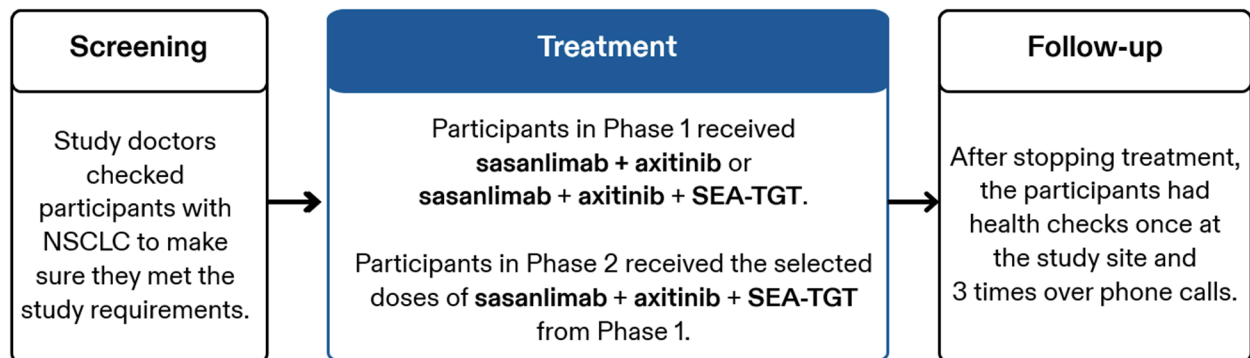 Screening
Study doctors
checked
participants with
NSCLC to make
sure they met the
study requirements.
Treatment
Participants in Phase 1 received
sasanlimab + axitinib or
sasanlimab + axitinib + SEA-TGT.
Participants in Phase 2 received the selected
doses of sasanlimab + axitinib + SEA-TGT
from Phase 1.
Follow-up
After stopping treatment,
the participants had
health checks once at
the study site and
3 times over phone calls.